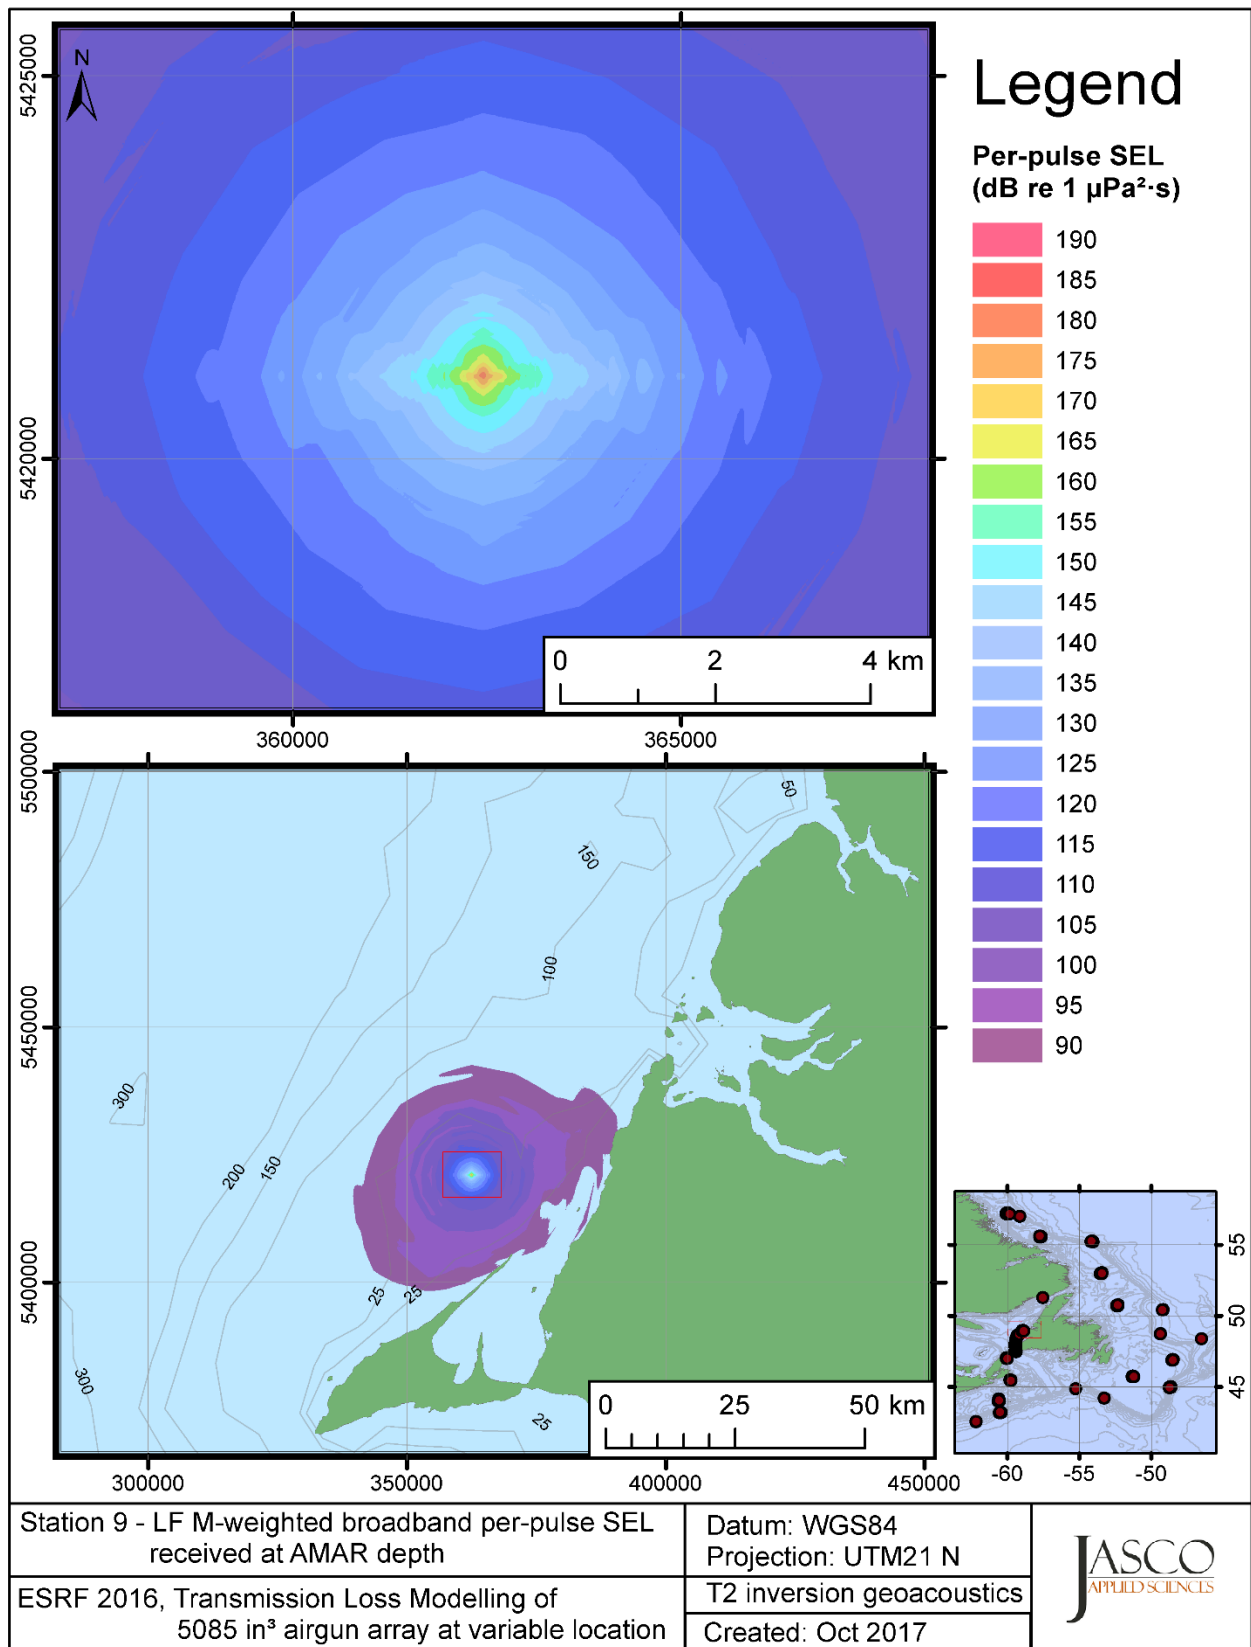 N
5425000
5420000
0 2 4 km
360000 365000
Legend
Per-pulse SEL
(dB re 1 µPa²·s)
190
185
180
175
170
165
160
155
150
145
140
135
130
125
120
115
110
105
100
95
90
5500000
5450000
5400000
50
150
100
300
200
150
25
25
300
25
0 25 50 km
300000 350000 400000 450000
55
50
45
-60 -55 -50
Station 9 - LF M-weighted broadband per-pulse SEL
received at AMAR depth
ESRF 2016, Transmission Loss Modelling of
5085 in³ airgun array at variable location
Datum: WGS84
Projection: UTM21 N
T2 inversion geoacoustics
Created: Oct 2017
JASCO
APPLIED SCIENCES